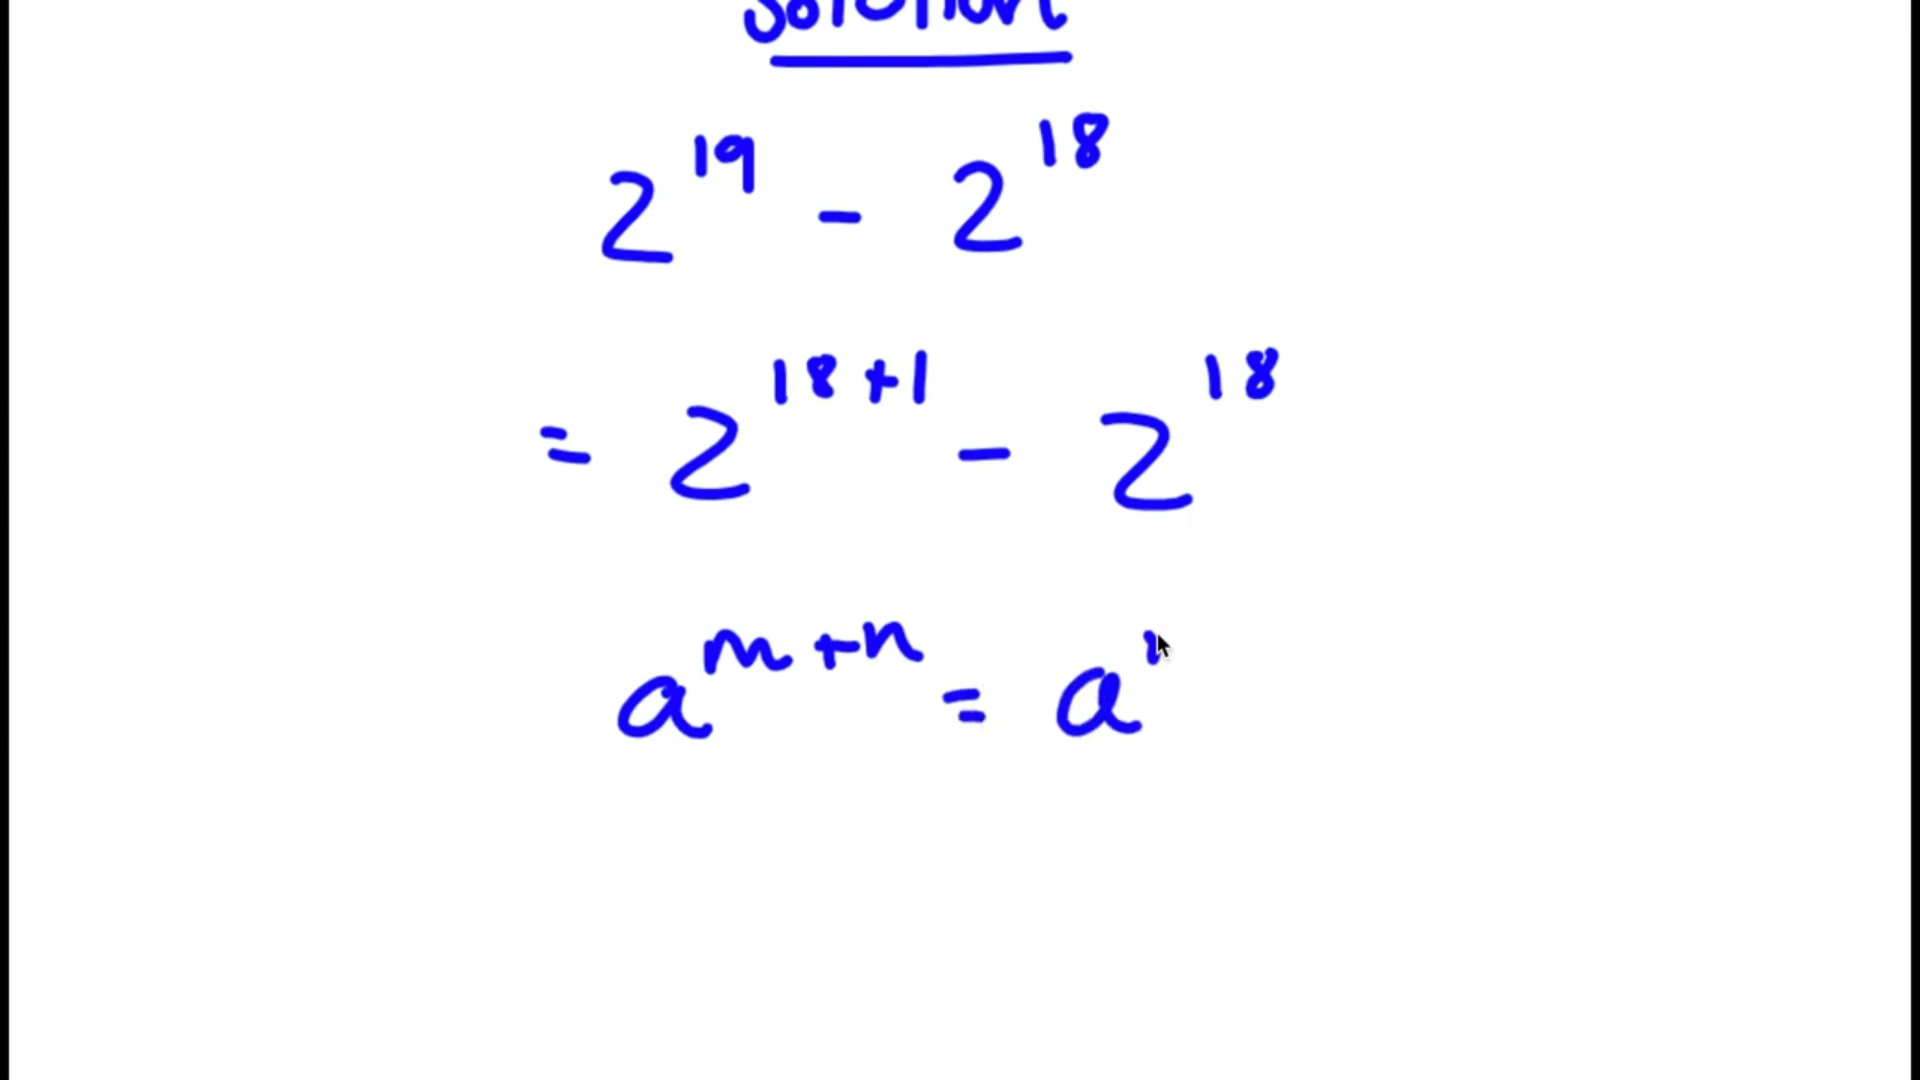 Solution
2^19 - 2^18
= 2^18+1 - 2^18
a^m+n = a